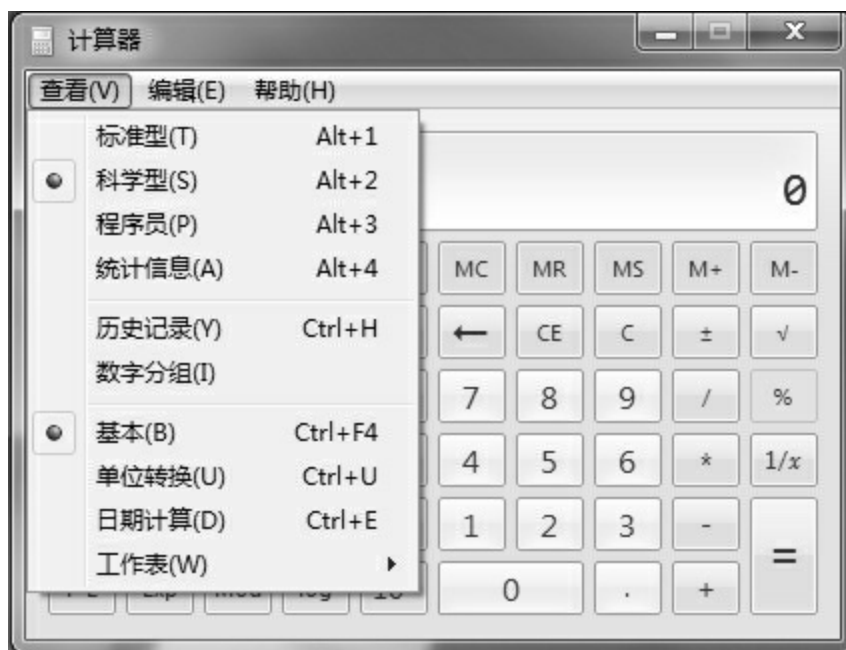 计算器
查看(V) 编辑(E) 帮助(H)
标准型(T) Alt+1
科学型(S) Alt+2
程序员(P) Alt+3
统计信息(A) Alt+4
历史记录(Y) Ctrl+H
数字分组(I)
基本(B) Ctrl+F4
单位转换(U) Ctrl+U
日期计算(D) Ctrl+E
工作表(W)
0
MC MR MS M+ M-
← CE C ± √
7 8 9 / %
4 5 6 * 1/x
1 2 3 - =
0 . +